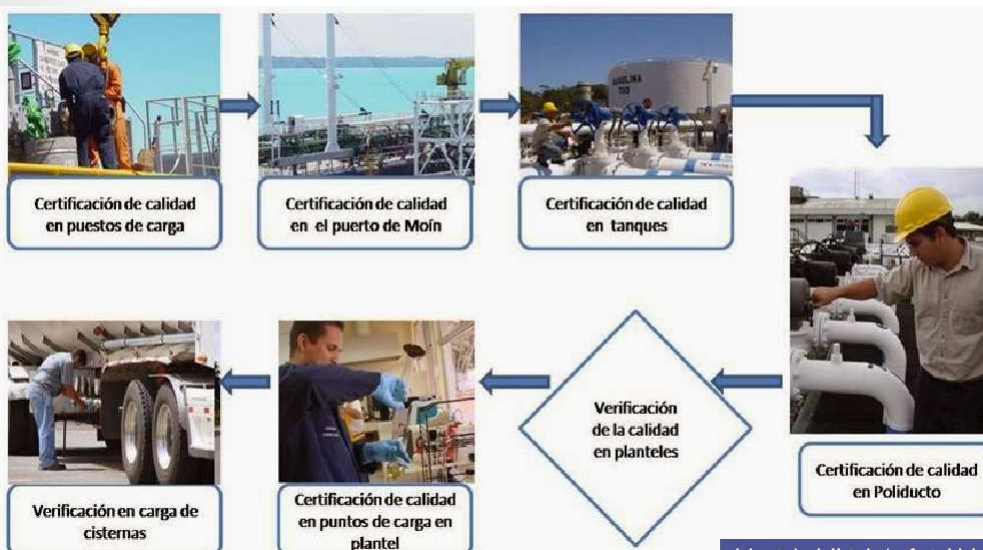 Certificación de calidad
en puestos de carga
Certificación de calidad
en el puerto de Moín
GASOLINA
Certificación de calidad
en tanques
Certificación de calidad
en Poliducto
Verificación
de la calidad
en planteles
Certificación de calidad
en puntos de carga en
plantel
Verificación en carga de
cisternas